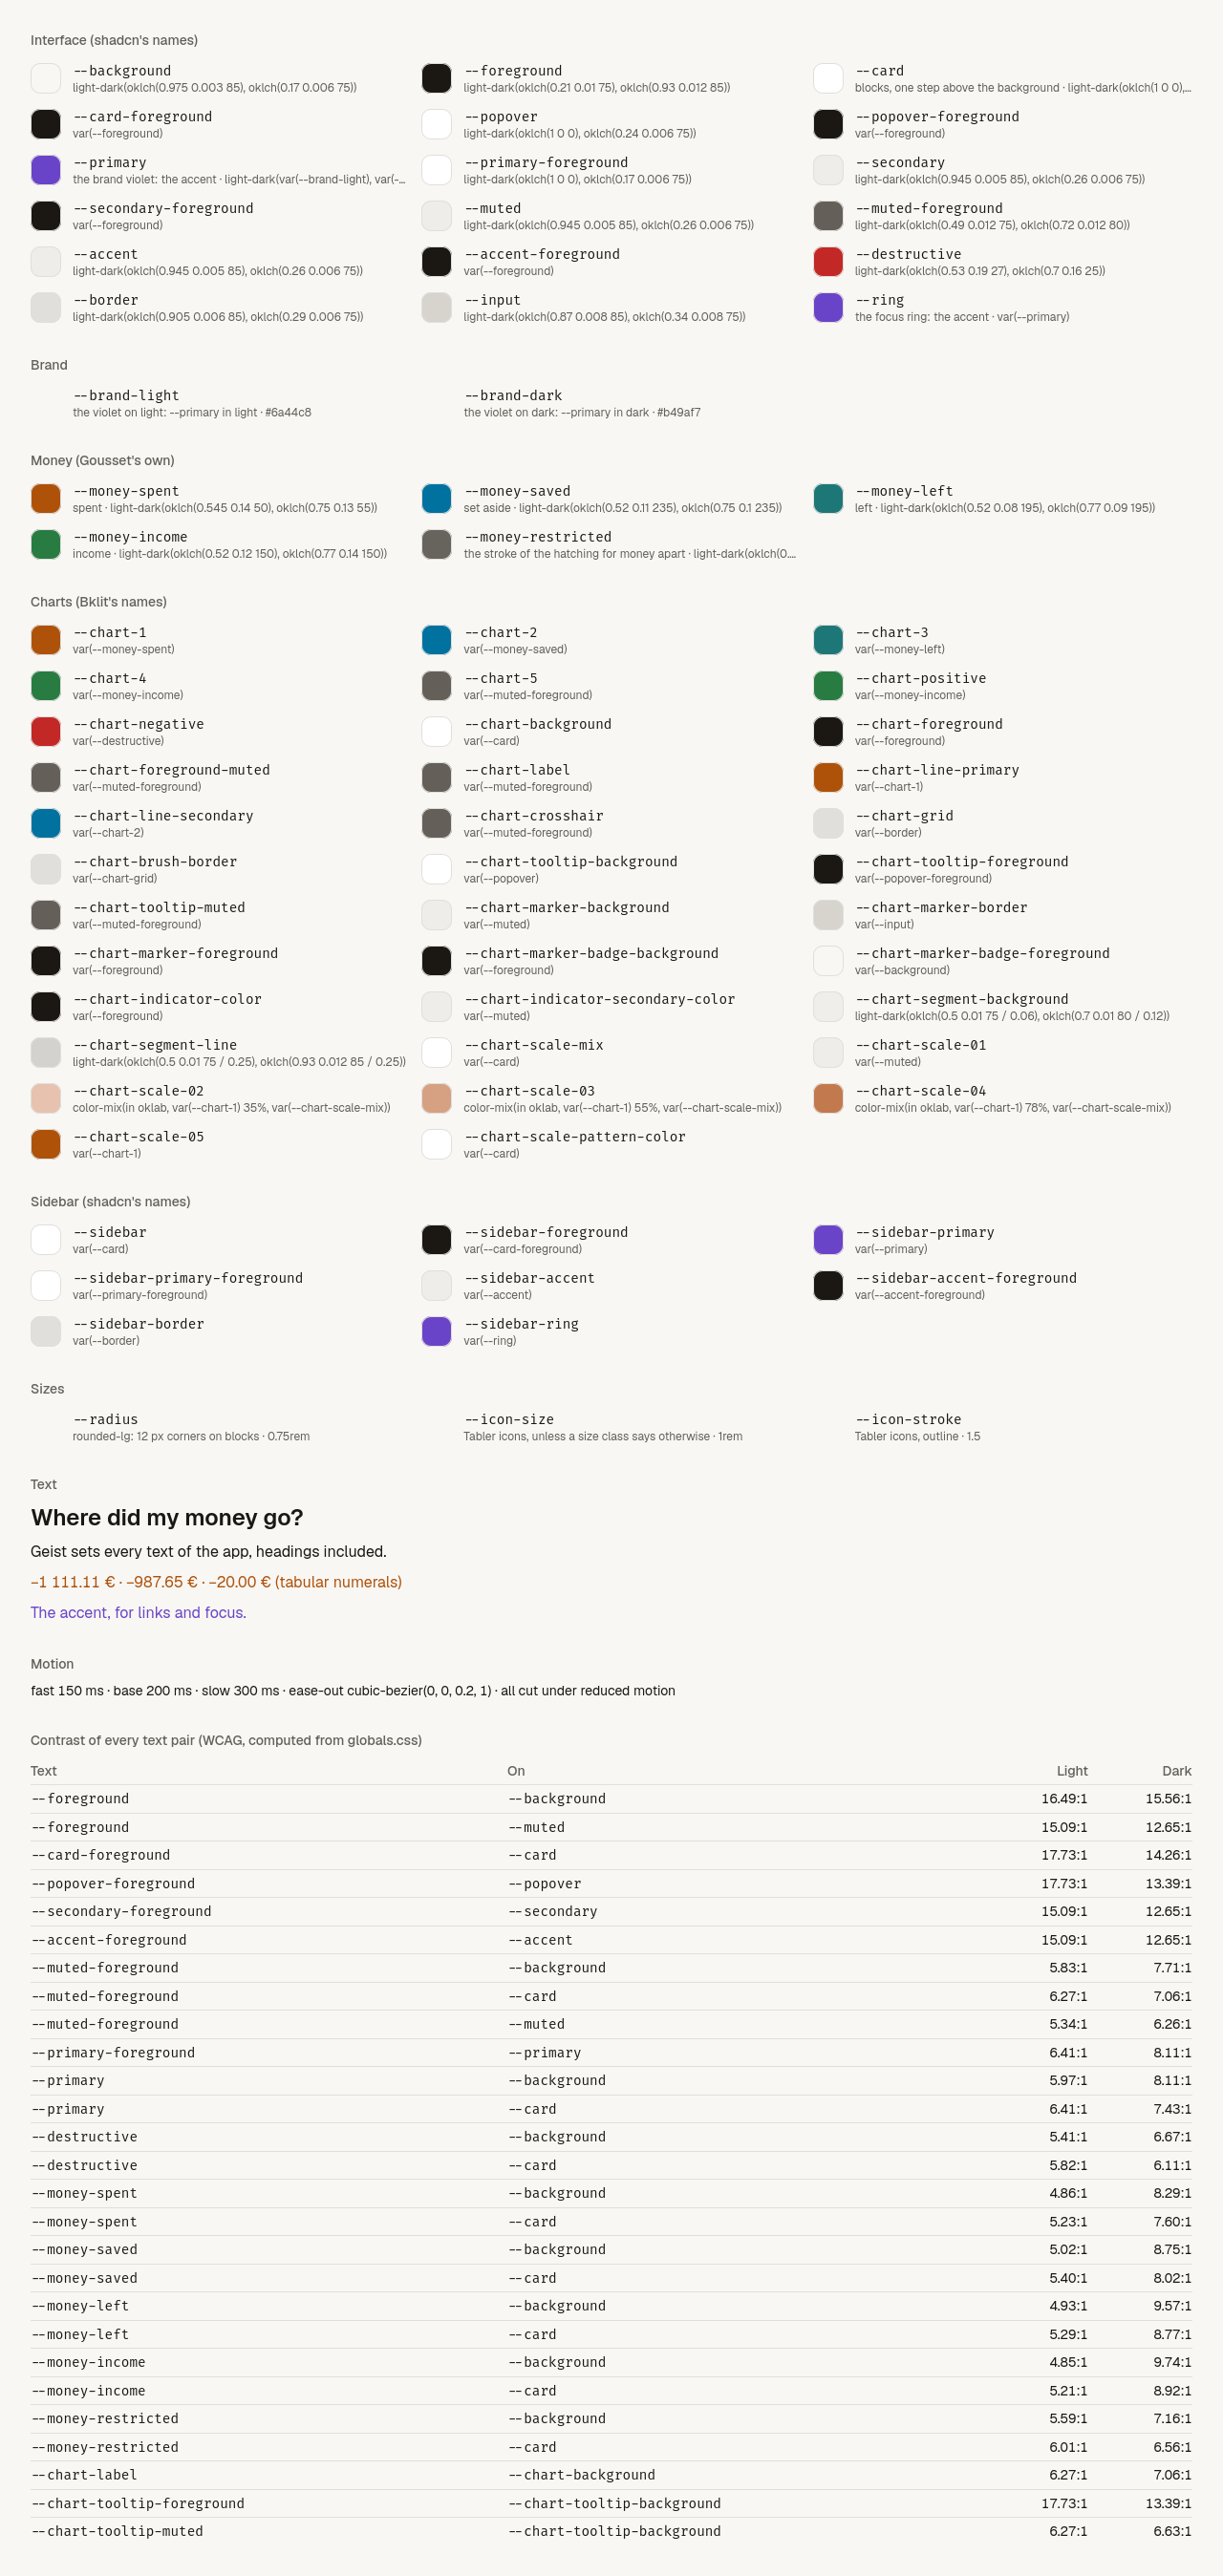 Interface (shadcn's names)
--background
light-dark(oklch(0.975 0.003 85), oklch(0.17 0.006 75))
--foreground
light-dark(oklch(0.21 0.01 75), oklch(0.93 0.012 85))
--card
blocks, one step above the background · light-dark(oklch(1 0 0),...
--card-foreground
var(--foreground)
--popover
light-dark(oklch(1 0 0), oklch(0.24 0.006 75))
--popover-foreground
var(--foreground)
--primary
the brand violet: the accent · light-dark(var(--brand-light), var(-...
--primary-foreground
light-dark(oklch(1 0 0), oklch(0.17 0.006 75))
--secondary
light-dark(oklch(0.945 0.005 85), oklch(0.26 0.006 75))
--secondary-foreground
var(--foreground)
--muted
light-dark(oklch(0.945 0.005 85), oklch(0.26 0.006 75))
--muted-foreground
light-dark(oklch(0.49 0.012 75), oklch(0.72 0.012 80))
--accent
light-dark(oklch(0.945 0.005 85), oklch(0.26 0.006 75))
--accent-foreground
var(--foreground)
--destructive
light-dark(oklch(0.53 0.19 27), oklch(0.7 0.16 25))
--border
light-dark(oklch(0.905 0.006 85), oklch(0.29 0.006 75))
--input
light-dark(oklch(0.87 0.008 85), oklch(0.34 0.008 75))
--ring
the focus ring: the accent · var(--primary)
Brand
--brand-light
the violet on light: --primary in light · #6a44c8
--brand-dark
the violet on dark: --primary in dark · #b49af7
Money (Gousset's own)
--money-spent
spent · light-dark(oklch(0.545 0.14 50), oklch(0.75 0.13 55))
--money-saved
set aside · light-dark(oklch(0.52 0.11 235), oklch(0.75 0.1 235))
--money-left
left · light-dark(oklch(0.52 0.08 195), oklch(0.77 0.09 195))
--money-income
income · light-dark(oklch(0.52 0.12 150), oklch(0.77 0.14 150))
--money-restricted
the stroke of the hatching for money apart · light-dark(oklch(0....
Charts (Bklit's names)
--chart-1
var(--money-spent)
--chart-2
var(--money-saved)
--chart-3
var(--money-left)
--chart-4
var(--money-income)
--chart-5
var(--muted-foreground)
--chart-positive
var(--money-income)
--chart-negative
var(--destructive)
--chart-background
var(--card)
--chart-foreground
var(--foreground)
--chart-foreground-muted
var(--muted-foreground)
--chart-label
var(--muted-foreground)
--chart-line-primary
var(--chart-1)
--chart-line-secondary
var(--chart-2)
--chart-crosshair
var(--muted-foreground)
--chart-grid
var(--border)
--chart-brush-border
var(--chart-grid)
--chart-tooltip-background
var(--popover)
--chart-tooltip-foreground
var(--popover-foreground)
--chart-tooltip-muted
var(--muted-foreground)
--chart-marker-background
var(--muted)
--chart-marker-border
var(--input)
--chart-marker-foreground
var(--foreground)
--chart-marker-badge-background
var(--foreground)
--chart-marker-badge-foreground
var(--background)
--chart-indicator-color
var(--foreground)
--chart-indicator-secondary-color
var(--muted)
--chart-segment-background
light-dark(oklch(0.5 0.01 75 / 0.06), oklch(0.7 0.01 80 / 0.12))
--chart-segment-line
light-dark(oklch(0.5 0.01 75 / 0.25), oklch(0.93 0.012 85 / 0.25))
--chart-scale-mix
var(--card)
--chart-scale-01
var(--muted)
--chart-scale-02
color-mix(in oklab, var(--chart-1) 35%, var(--chart-scale-mix))
--chart-scale-03
color-mix(in oklab, var(--chart-1) 55%, var(--chart-scale-mix))
--chart-scale-04
color-mix(in oklab, var(--chart-1) 78%, var(--chart-scale-mix))
--chart-scale-05
var(--chart-1)
--chart-scale-pattern-color
var(--card)
Sidebar (shadcn's names)
--sidebar
var(--card)
--sidebar-foreground
var(--card-foreground)
--sidebar-primary
var(--primary)
--sidebar-primary-foreground
var(--primary-foreground)
--sidebar-accent
var(--accent)
--sidebar-accent-foreground
var(--accent-foreground)
--sidebar-border
var(--border)
--sidebar-ring
var(--ring)
Sizes
--radius
rounded-lg: 12 px corners on blocks · 0.75rem
--icon-size
Tabler icons, unless a size class says otherwise · 1rem
--icon-stroke
Tabler icons, outline · 1.5
Text
Where did my money go?
Geist sets every text of the app, headings included.
−1 111.11 € · −987.65 € · −20.00 € (tabular numerals)
The accent, for links and focus.
Motion
fast 150 ms · base 200 ms · slow 300 ms · ease-out cubic-bezier(0, 0, 0.2, 1) · all cut under reduced motion
Contrast of every text pair (WCAG, computed from globals.css)
Text On Light Dark
--foreground --background 16.49:1 15.56:1
--foreground --muted 15.09:1 12.65:1
--card-foreground --card 17.73:1 14.26:1
--popover-foreground --popover 17.73:1 13.39:1
--secondary-foreground --secondary 15.09:1 12.65:1
--accent-foreground --accent 15.09:1 12.65:1
--muted-foreground --background 5.83:1 7.71:1
--muted-foreground --card 6.27:1 7.06:1
--muted-foreground --muted 5.34:1 6.26:1
--primary-foreground --primary 6.41:1 8.11:1
--primary --background 5.97:1 8.11:1
--primary --card 6.41:1 7.43:1
--destructive --background 5.41:1 6.67:1
--destructive --card 5.82:1 6.11:1
--money-spent --background 4.86:1 8.29:1
--money-spent --card 5.23:1 7.60:1
--money-saved --background 5.02:1 8.75:1
--money-saved --card 5.40:1 8.02:1
--money-left --background 4.93:1 9.57:1
--money-left --card 5.29:1 8.77:1
--money-income --background 4.85:1 9.74:1
--money-income --card 5.21:1 8.92:1
--money-restricted --background 5.59:1 7.16:1
--money-restricted --card 6.01:1 6.56:1
--chart-label --chart-background 6.27:1 7.06:1
--chart-tooltip-foreground --chart-tooltip-background 17.73:1 13.39:1
--chart-tooltip-muted --chart-tooltip-background 6.27:1 6.63:1